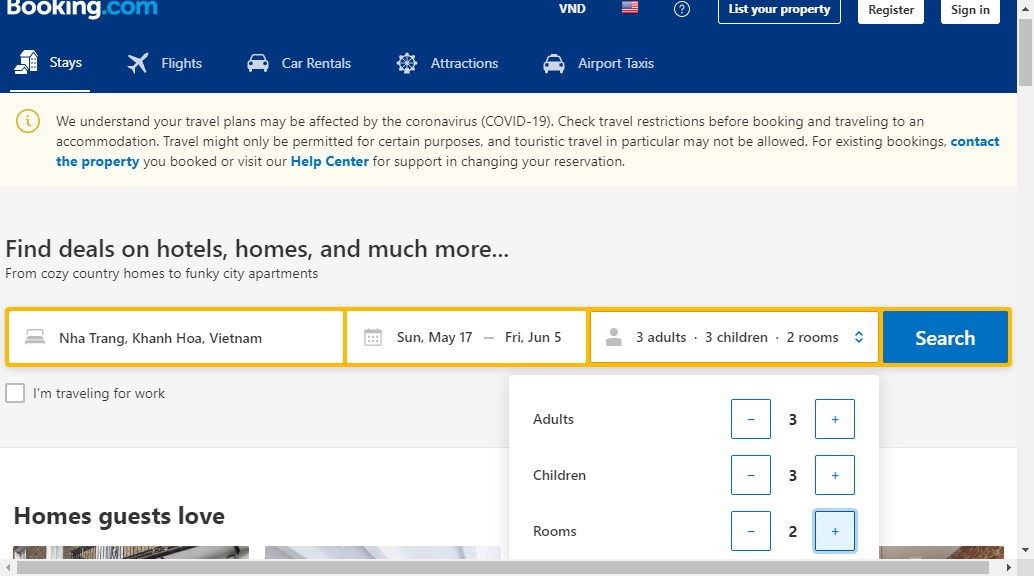 Booking.com
VND
List your property
Register
Sign in
Stays
Flights
Car Rentals
Attractions
Airport Taxis
We understand your travel plans may be affected by the coronavirus (COVID-19). Check travel restrictions before booking and traveling to an
accommodation. Travel might only be permitted for certain purposes, and touristic travel in particular may not be allowed. For existing bookings, contact
the property you booked or visit our Help Center for support in changing your reservation.
Find deals on hotels, homes, and much more...
From cozy country homes to funky city apartments
Nha Trang, Khanh Hoa, Vietnam
Sun, May 17 — Fri, Jun 5
3 adults · 3 children · 2 rooms
Search
I'm traveling for work
Adults − 3 +
Children − 3 +
Rooms − 2 +
Homes guests love